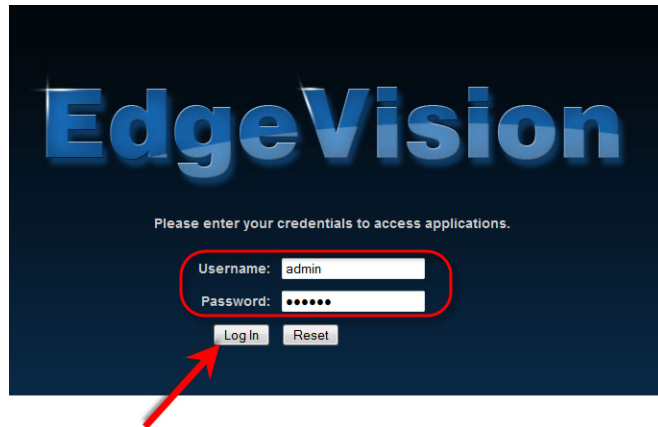 EdgeVision
Please enter your credentials to access applications.
Username: admin
Password: ●●●●●●
Log In Reset